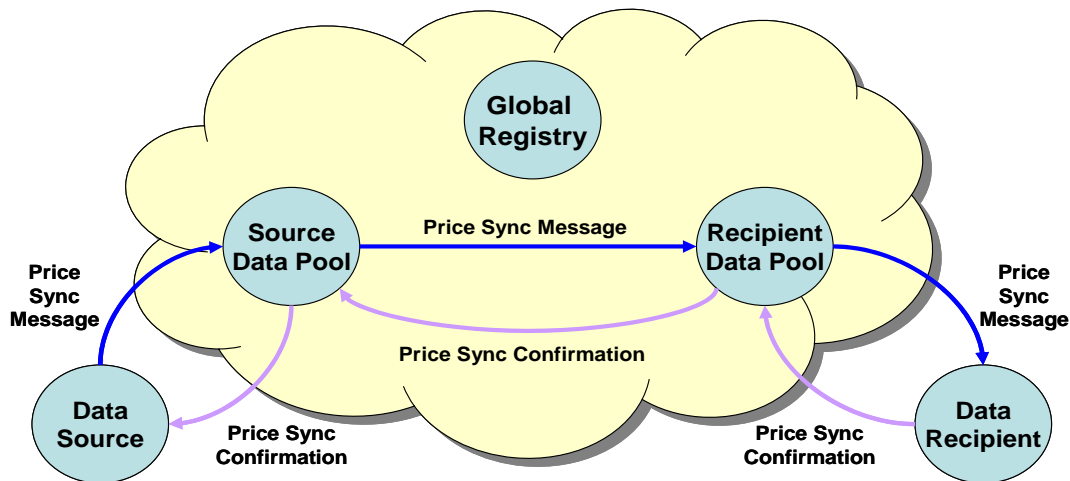 Global
Registry
Source
Data Pool
Price Sync Message
Recipient
Data Pool
Price
Sync
Message
Price
Sync
Message
Price Sync Confirmation
Data
Source
Price Sync
Confirmation
Price Sync
Confirmation
Data
Recipient